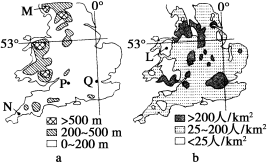 M
0°
0°
53°
53°
L
P
Q
N
>500 m
200~500 m
0~200 m
>200人/km²
25~200人/km²
<25人/km²
a
b